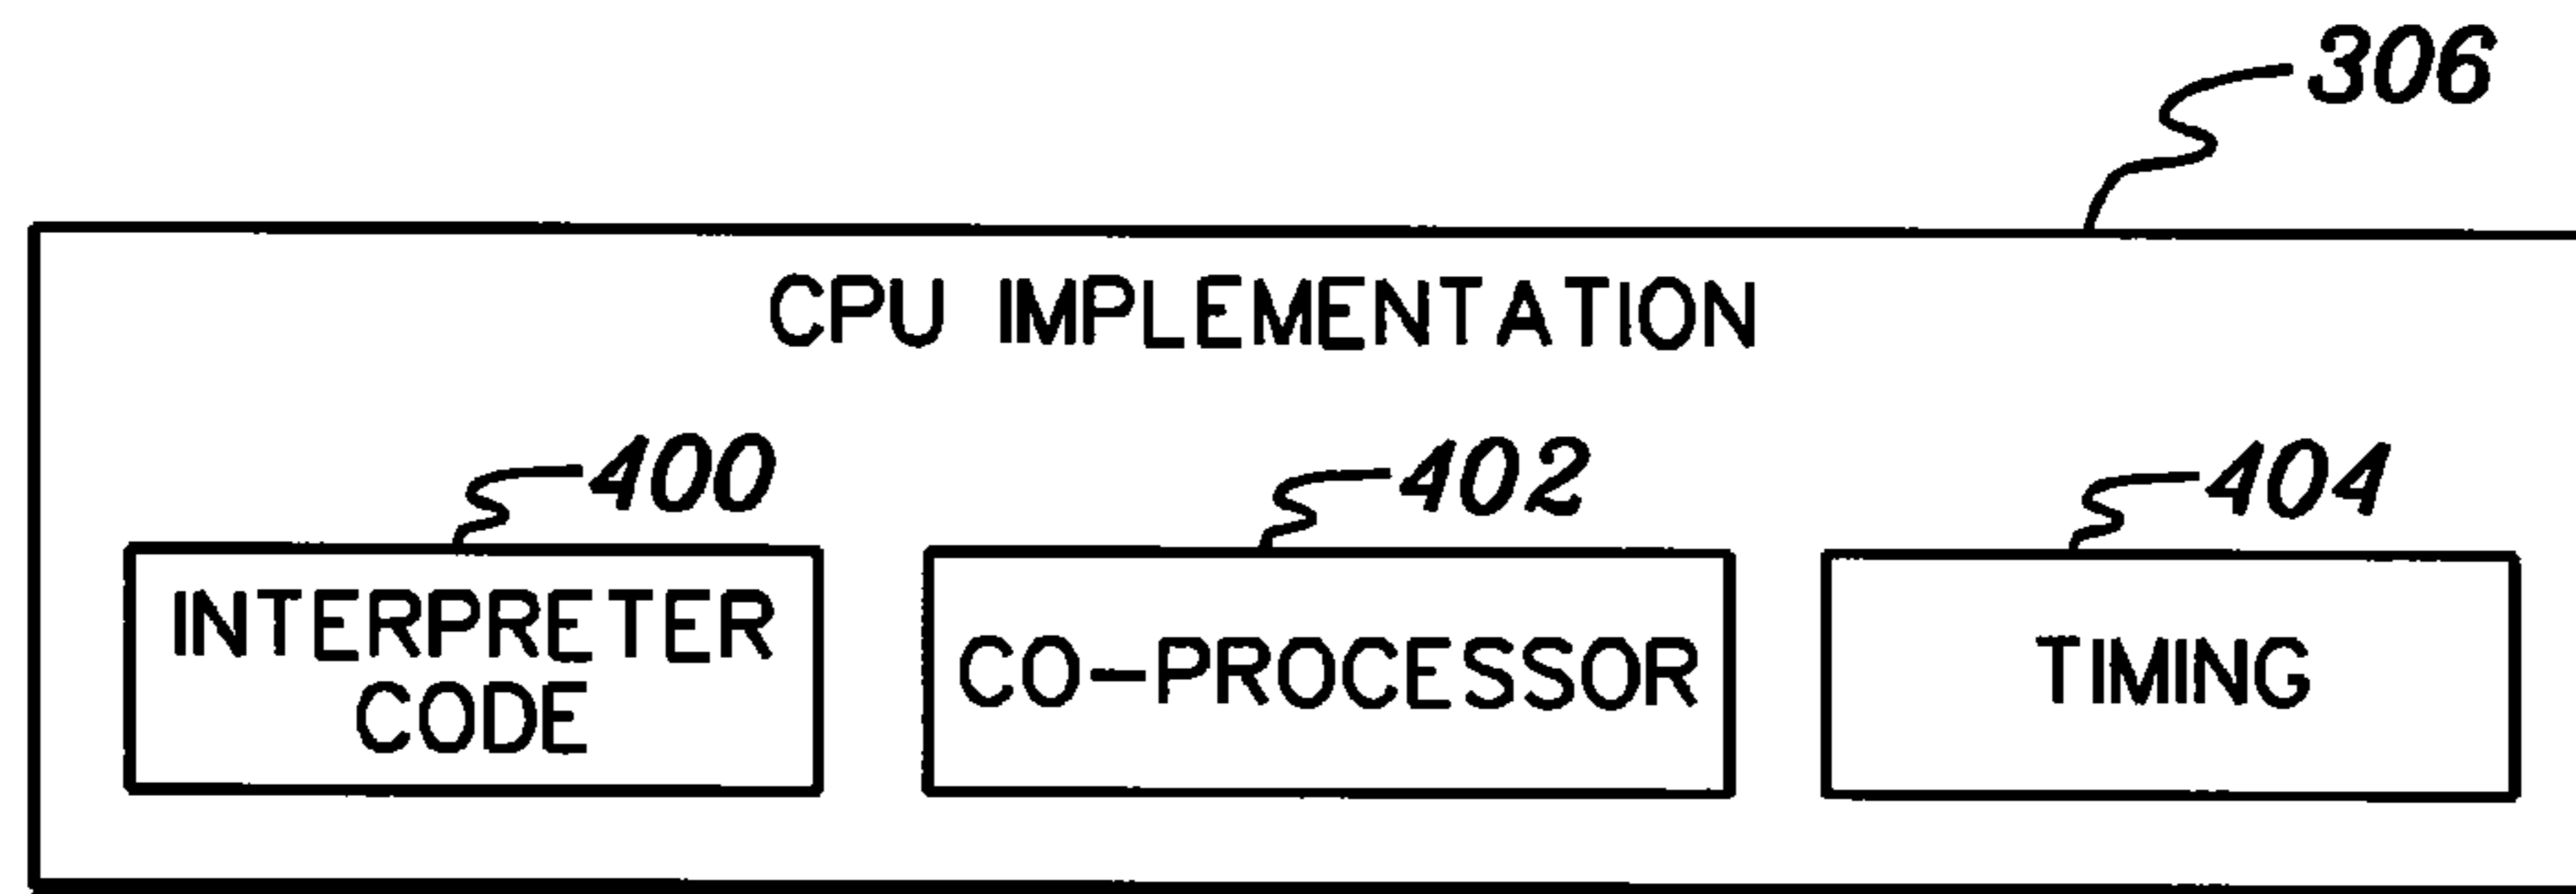 306
CPU IMPLEMENTATION
400
402
404
INTERPRETER
CODE
CO-PROCESSOR
TIMING